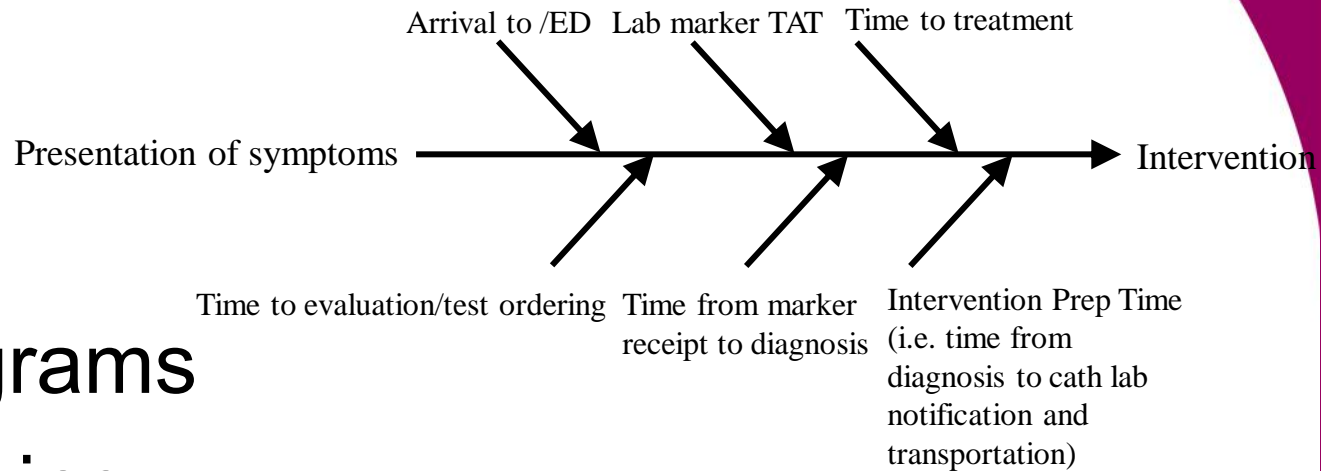 Arrival to /ED Lab marker TAT Time to treatment
Presentation of symptoms Intervention
Time to evaluation/test ordering
Time from marker
receipt to diagnosis
Intervention Prep Time
(i.e. time from
diagnosis to cath lab
notification and
transportation)
grams